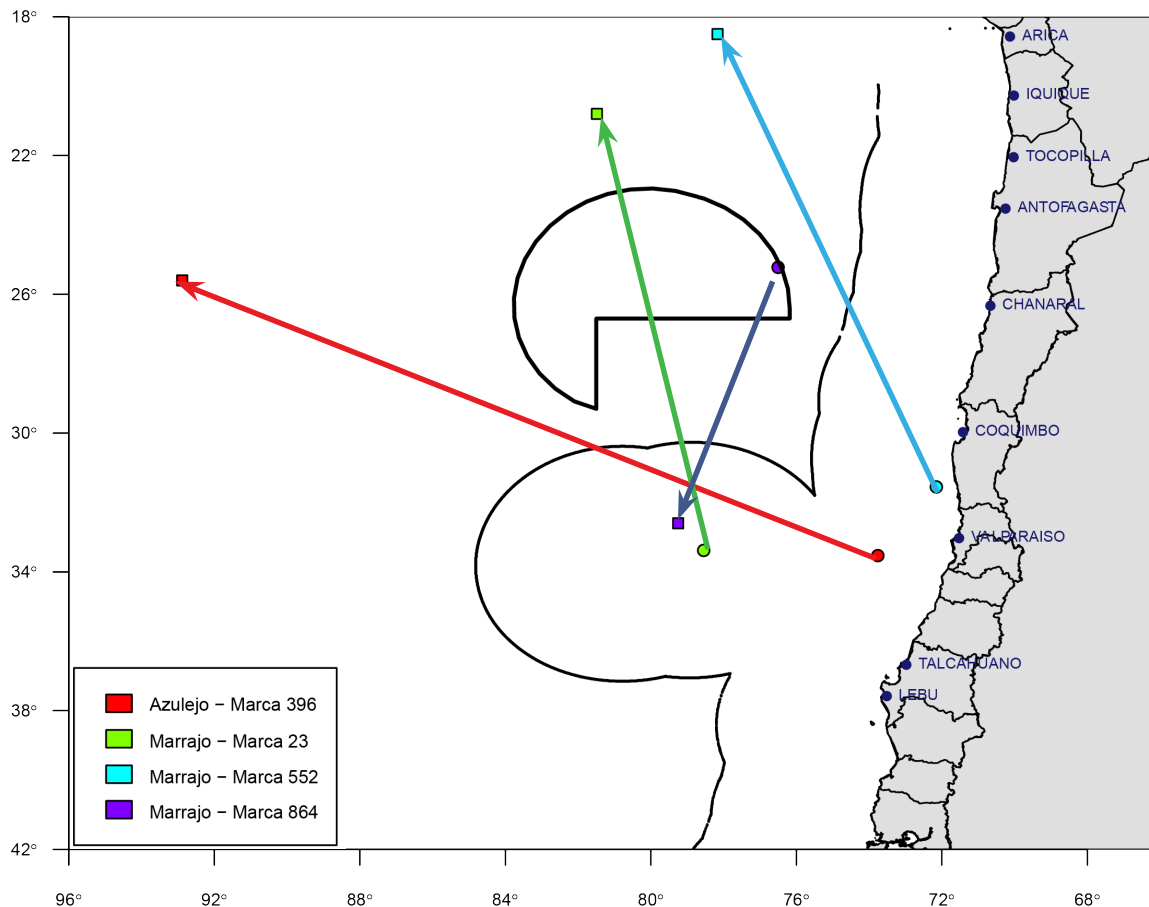 18°
22°
26°
30°
34°
38°
42°
ARICA
IQUIQUE
TOCOPILLA
ANTOFAGASTA
CHANARAL
COQUIMBO
VALPARAISO
TALCAHUANO
LEBU
Azulejo – Marca 396
Marrajo – Marca 23
Marrajo – Marca 552
Marrajo – Marca 864
96° 92° 88° 84° 80° 76° 72° 68°